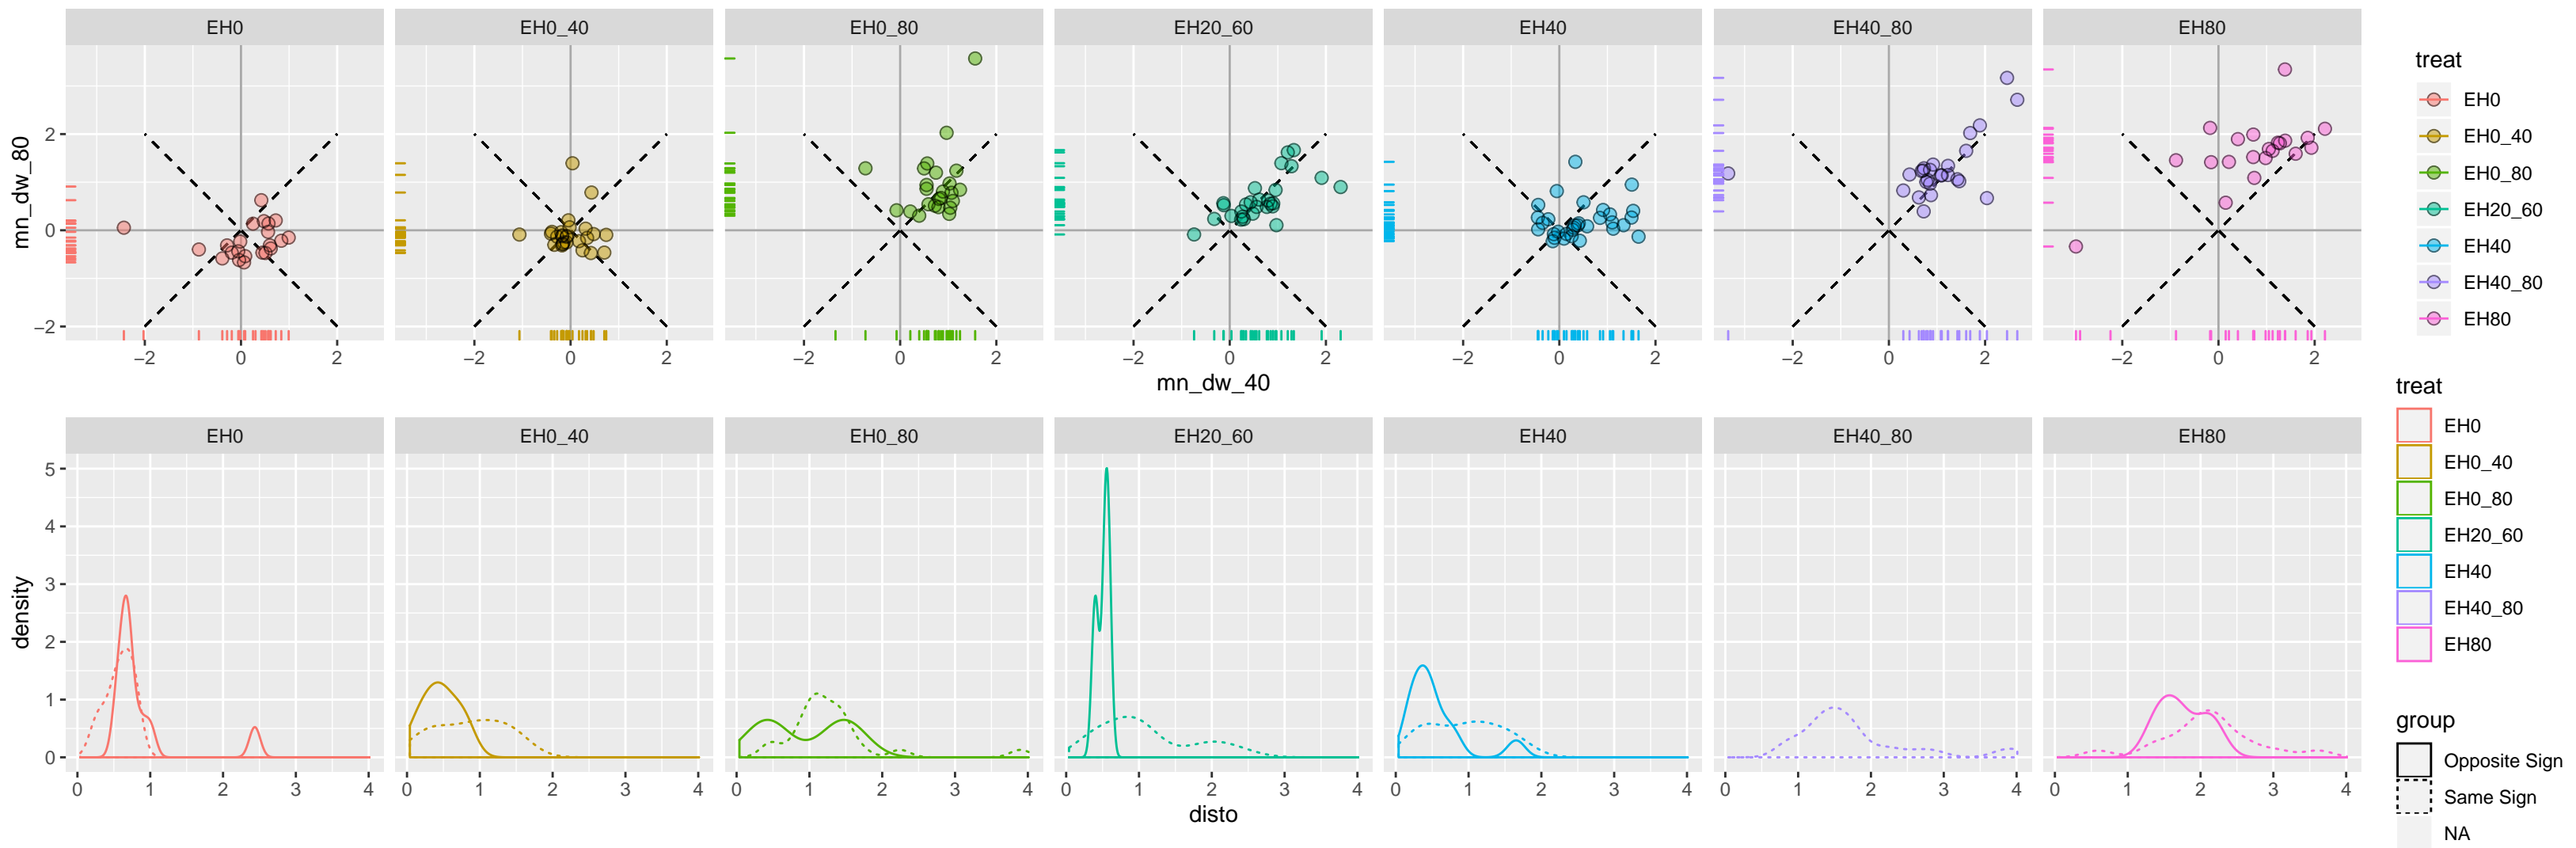 EH0 EH0_40 EH0_80 EH20_60 EH40 EH40_80 EH80
mn_dw_80
2
0
−2
−2 0 2 −2 0 2 −2 0 2 −2 0 2 −2 0 2 −2 0 2 −2 0 2
mn_dw_40
treat
EH0
EH0_40
EH0_80
EH20_60
EH40
EH40_80
EH80
EH0 EH0_40 EH0_80 EH20_60 EH40 EH40_80 EH80
density
5
4
3
2
1
0
0 1 2 3 4 0 1 2 3 4 0 1 2 3 4 0 1 2 3 4 0 1 2 3 4 0 1 2 3 4 0 1 2 3 4
disto
treat
EH0
EH0_40
EH0_80
EH20_60
EH40
EH40_80
EH80
group
Opposite Sign
Same Sign
NA